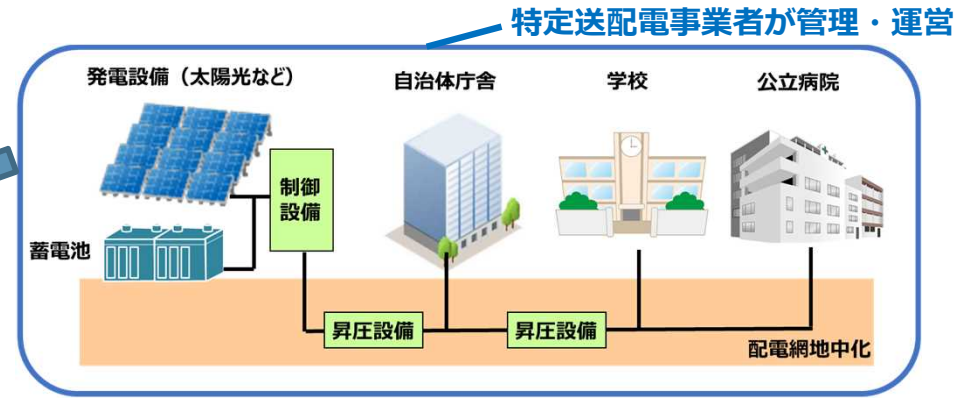 特定送配電事業者が管理・運営
発電設備（太陽光など）
自治体庁舎
学校
公立病院
制御
設備
蓄電池
昇圧設備
昇圧設備
配電網地中化